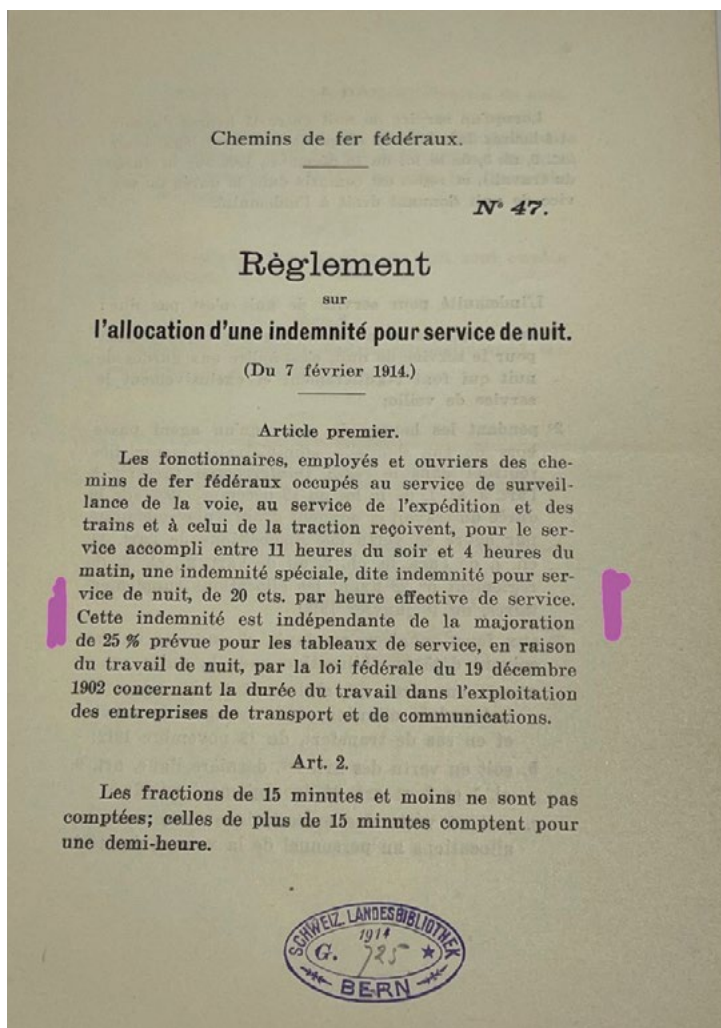 Chemins de fer fédéraux.
N° 47.
Règlement
sur
l'allocation d'une indemnité pour service de nuit.
(Du 7 février 1914.)
Article premier.
Les fonctionnaires, employés et ouvriers des che-
mins de fer fédéraux occupés au service de surveil-
lance de la voie, au service de l'expédition et des
trains et à celui de la traction reçoivent, pour le ser-
vice accompli entre 11 heures du soir et 4 heures du
matin, une indemnité spéciale, dite indemnité pour ser-
vice de nuit, de 20 cts. par heure effective de service.
Cette indemnité est indépendante de la majoration
de 25 % prévue pour les tableaux de service, en raison
du travail de nuit, par la loi fédérale du 19 décembre
1902 concernant la durée du travail dans l'exploitation
des entreprises de transport et de communications.
Art. 2.
Les fractions de 15 minutes et moins ne sont pas
comptées; celles de plus de 15 minutes comptent pour
une demi-heure.
SCHWEIZ. LANDESBIBLIOTHEK
1914
G. 725
BERN